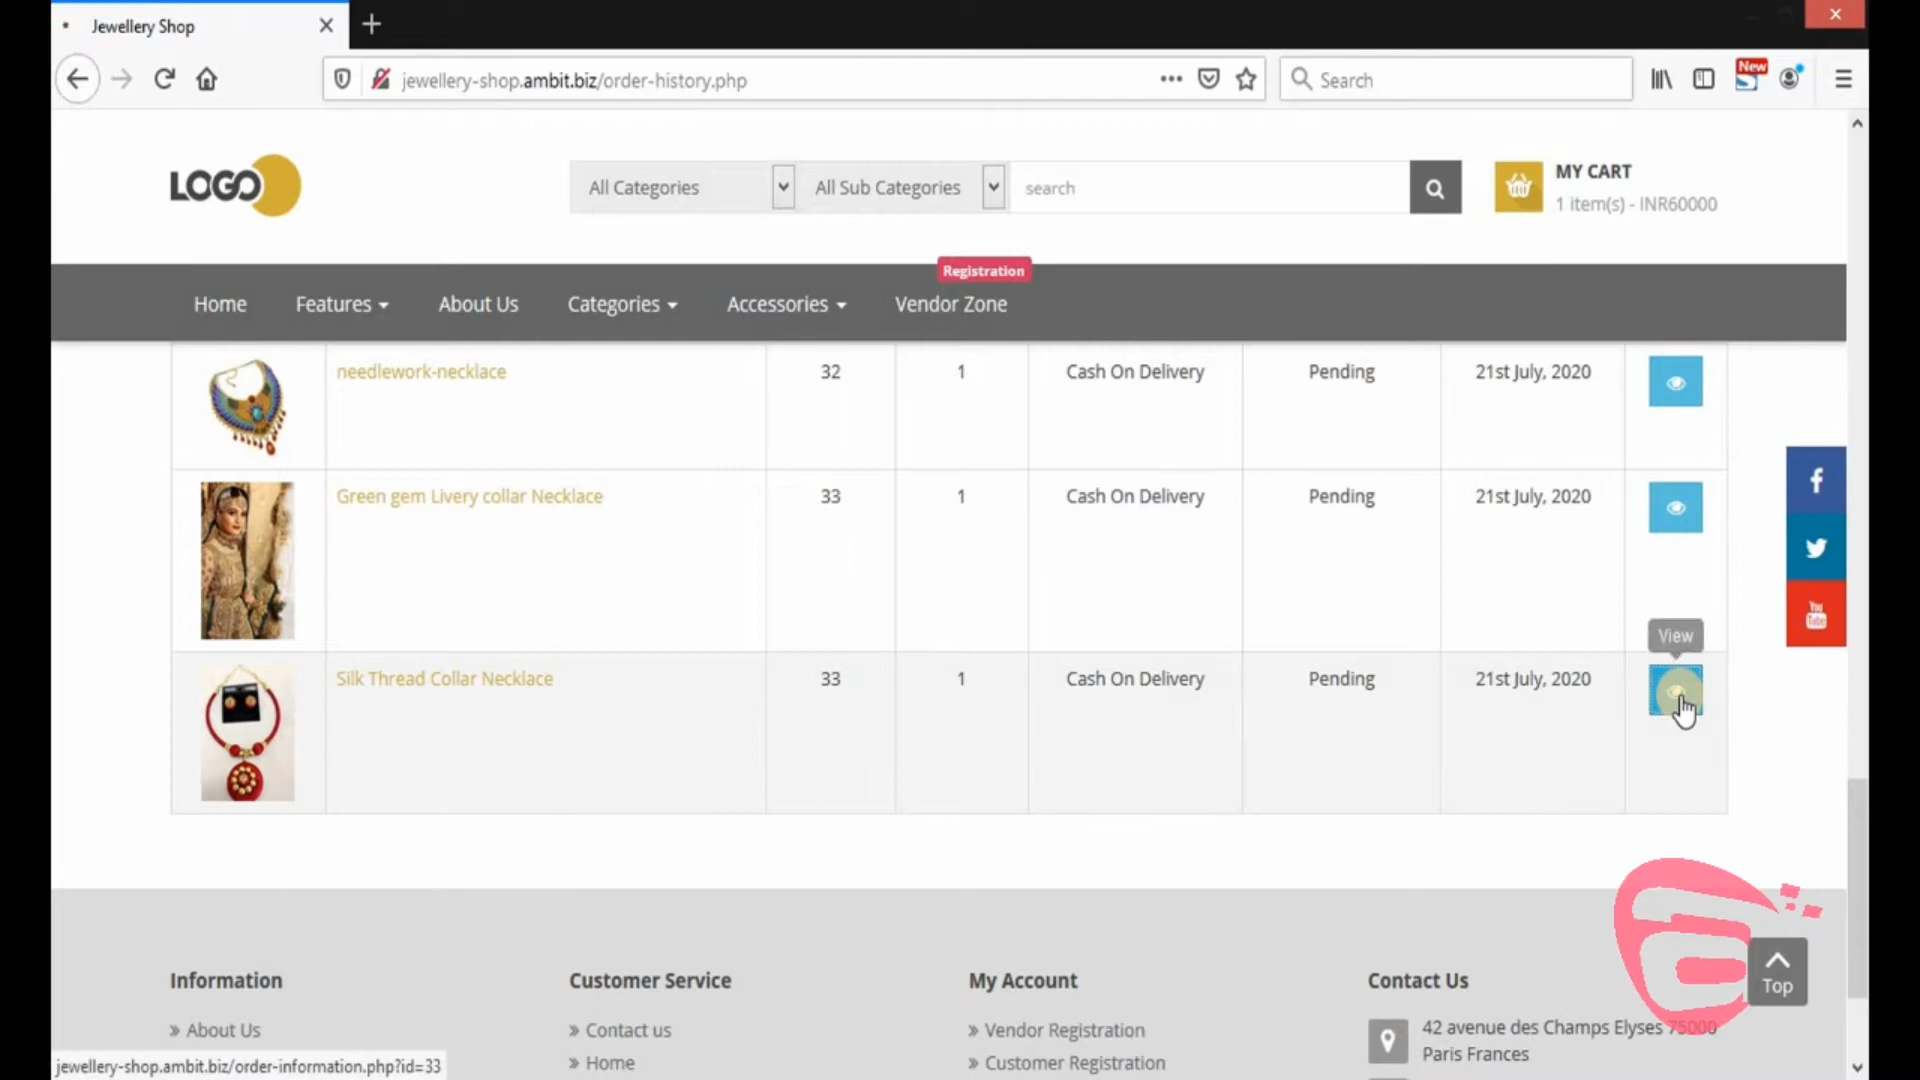 Jewellery Shop
jewellery-shop.ambit.biz/order-history.php
Search
New
LOGO
All Categories
All Sub Categories
search
MY CART
1 item(s) - INR60000
Registration
Home
Features
About Us
Categories
Accessories
Vendor Zone
needlework-necklace 32 1 Cash On Delivery Pending 21st July, 2020
Green gem Livery collar Necklace 33 1 Cash On Delivery Pending 21st July, 2020
View
Silk Thread Collar Necklace 33 1 Cash On Delivery Pending 21st July, 2020
You
Tube
Top
Information
» About Us
Customer Service
» Contact us
» Home
My Account
» Vendor Registration
» Customer Registration
Contact Us
42 avenue des Champs Elyses 75000
Paris Frances
jewellery-shop.ambit.biz/order-information.php?id=33